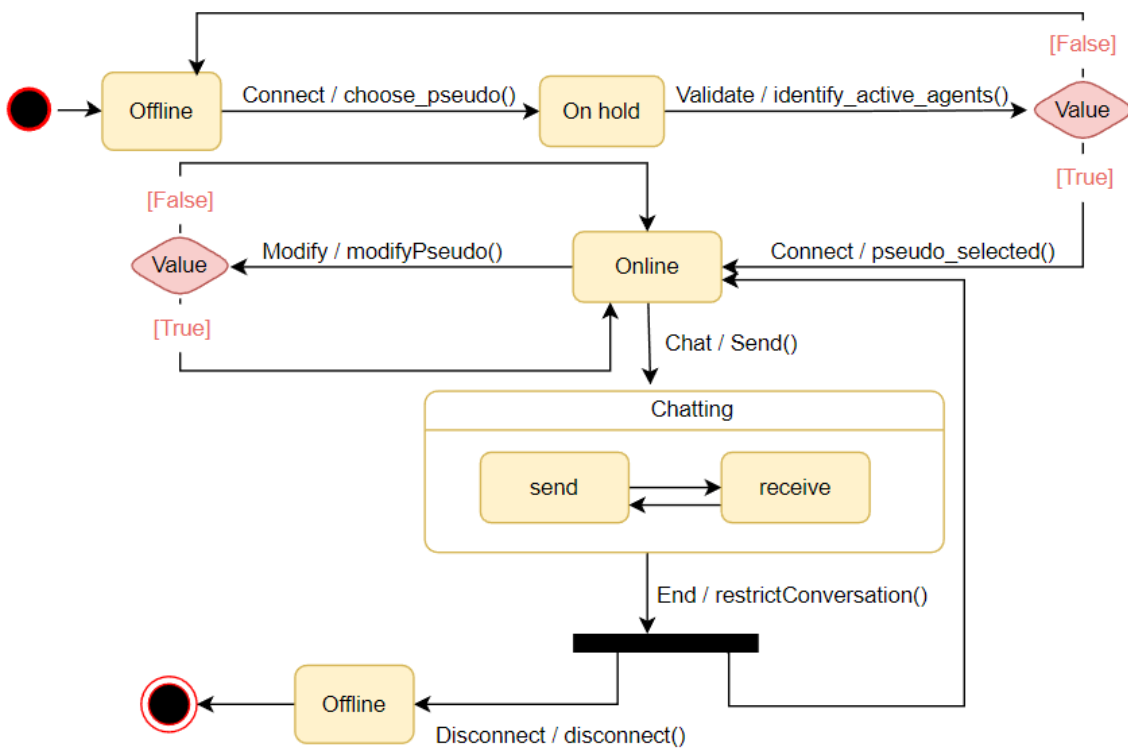 [False]
Offline
Connect / choose_pseudo()
On hold
Validate / identify_active_agents()
Value
[True]
[False]
Value
Modify / modifyPseudo()
Online
Connect / pseudo_selected()
[True]
Chat / Send()
Chatting
send
receive
End / restrictConversation()
Offline
Disconnect / disconnect()